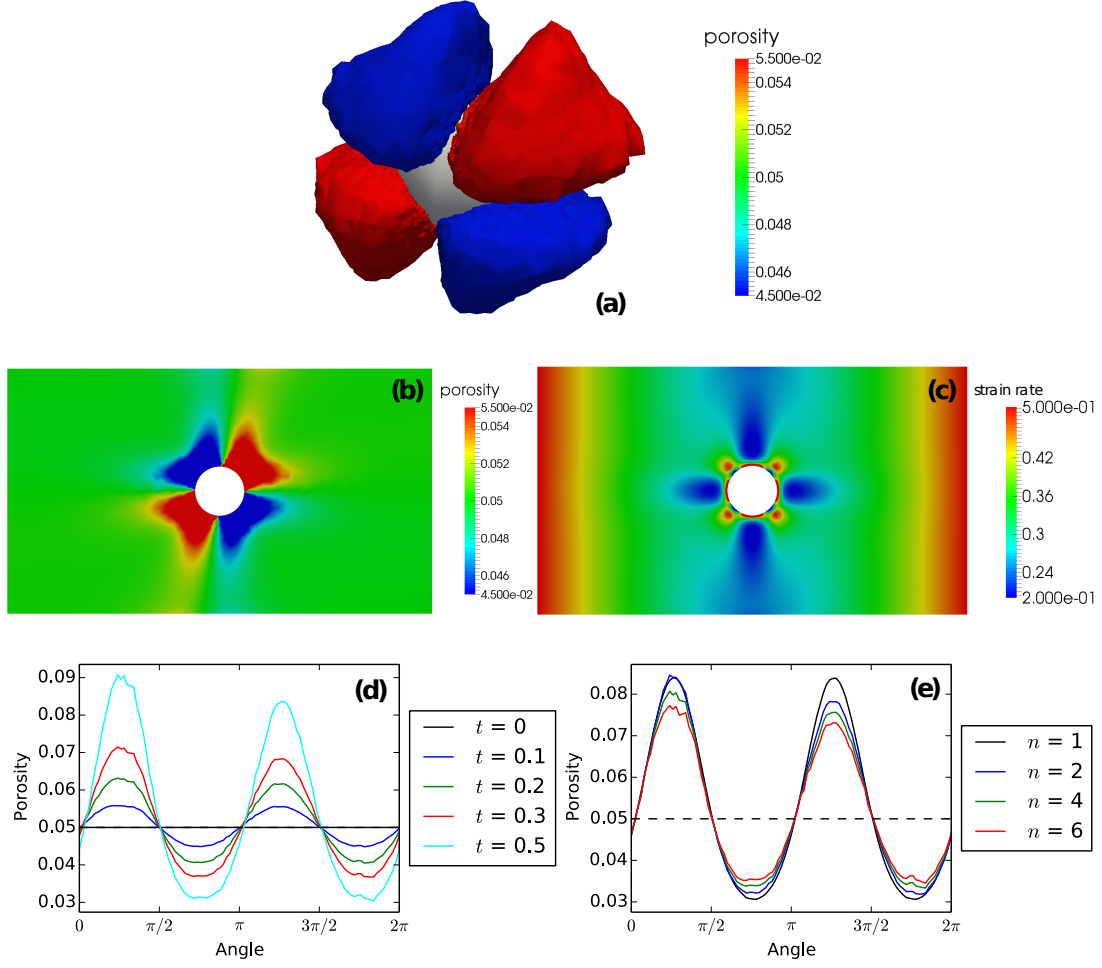 porosity
5.500e-02
0.054
0.052
0.05
0.048
0.046
4.500e-02
(a)
(b)
porosity
5.500e-02
0.054
0.052
0.05
0.048
0.046
4.500e-02
(c)
strain rate
5.000e-01
0.42
0.36
0.3
0.24
2.000e-01
(d)
0.09
0.08
0.07
0.06
0.05
0.04
0.03
Porosity
0
π/2
π
3π/2
2π
Angle
t = 0
t = 0.1
t = 0.2
t = 0.3
t = 0.5
(e)
0.08
0.07
0.06
0.05
0.04
0.03
Porosity
0
π/2
π
3π/2
2π
Angle
n = 1
n = 2
n = 4
n = 6